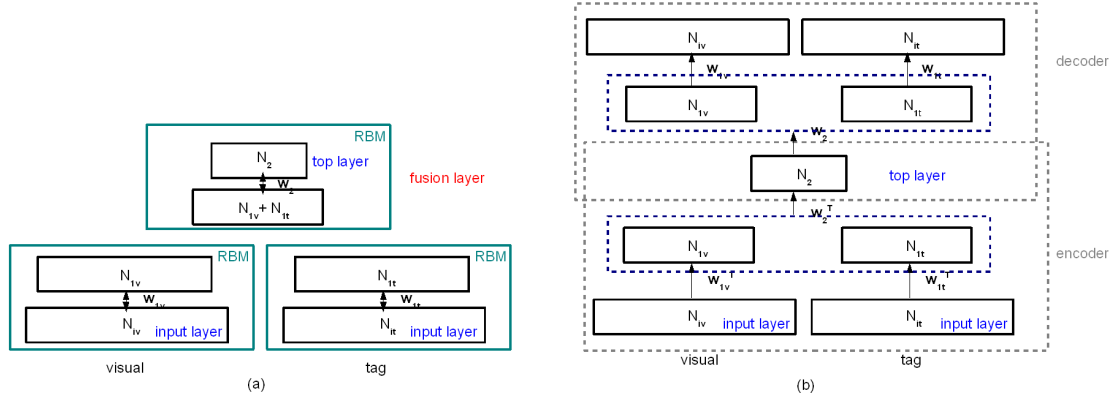 RBM
N₂
top layer
W₂
fusion layer
N₁ᵥ + N₁ₜ
RBM
N₁ᵥ
W₁ᵥ
Nᵢᵥ
input layer
visual
RBM
N₁ₜ
W₁ₜ
Nᵢₜ
input layer
tag
(a)
Nᵢᵥ
Nᵢₜ
decoder
W₁ᵥ
W₁ₜ
N₁ᵥ
N₁ₜ
W₂
N₂
top layer
W₂ᵀ
N₁ᵥ
N₁ₜ
encoder
W₁ᵥᵀ
W₁ₜᵀ
Nᵢᵥ
input layer
Nᵢₜ
input layer
visual
tag
(b)